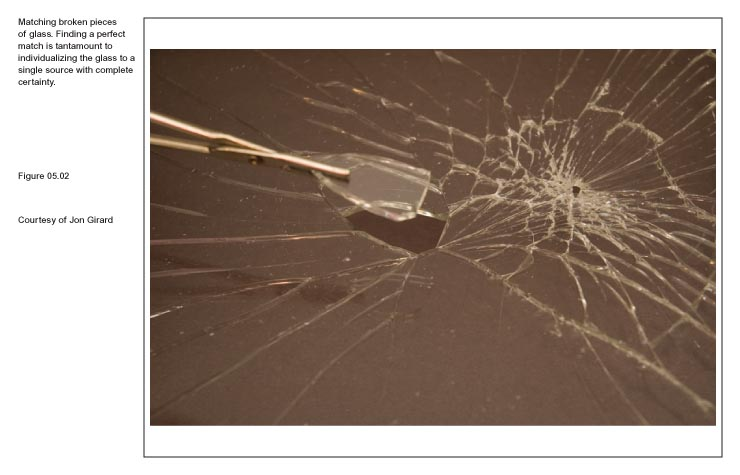 Matching broken pieces
of glass. Finding a perfect
match is tantamount to
individualizing the glass to a
single source with complete
certainty.
Figure 05.02
Courtesy of Jon Girard